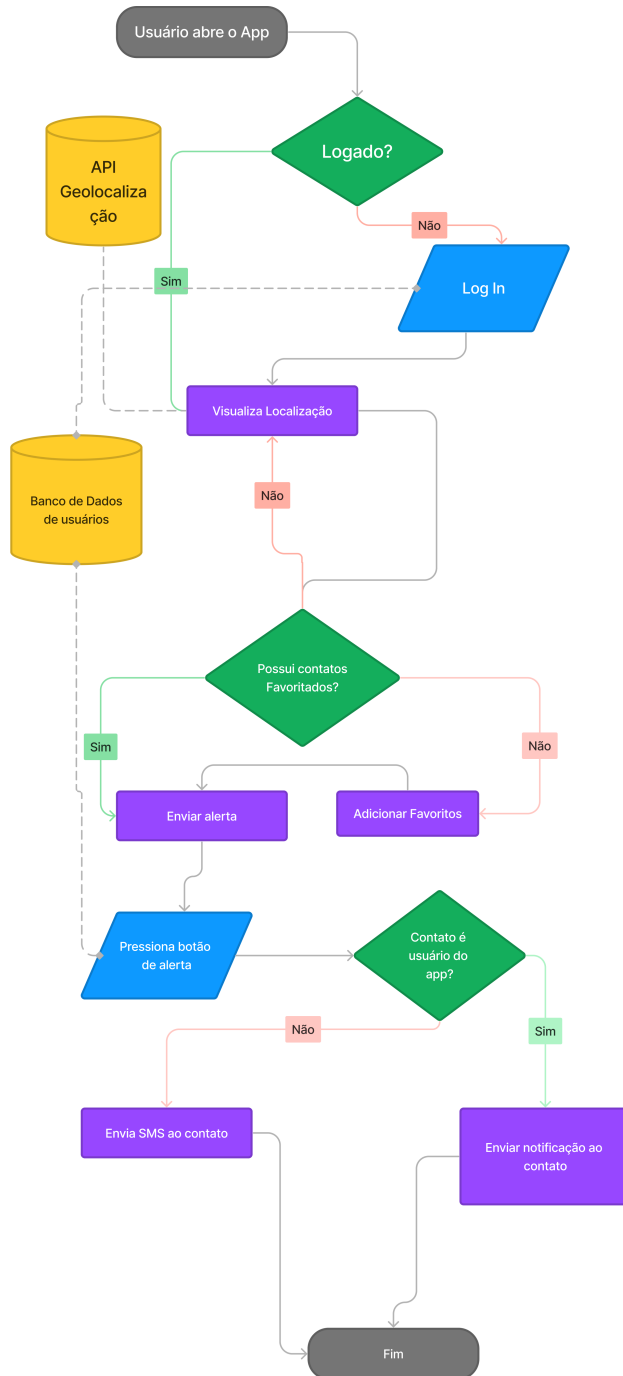 Usuário abre o App
Logado?
API
Geolocaliza
ção
Não
Sim
Log In
Visualiza Localização
Banco de Dados
de usuários
Não
Possui contatos
Favoritados?
Sim
Não
Enviar alerta
Adicionar Favoritos
Pressiona botão
de alerta
Contato é
usuário do
app?
Não
Sim
Envia SMS ao contato
Enviar notificação ao
contato
Fim